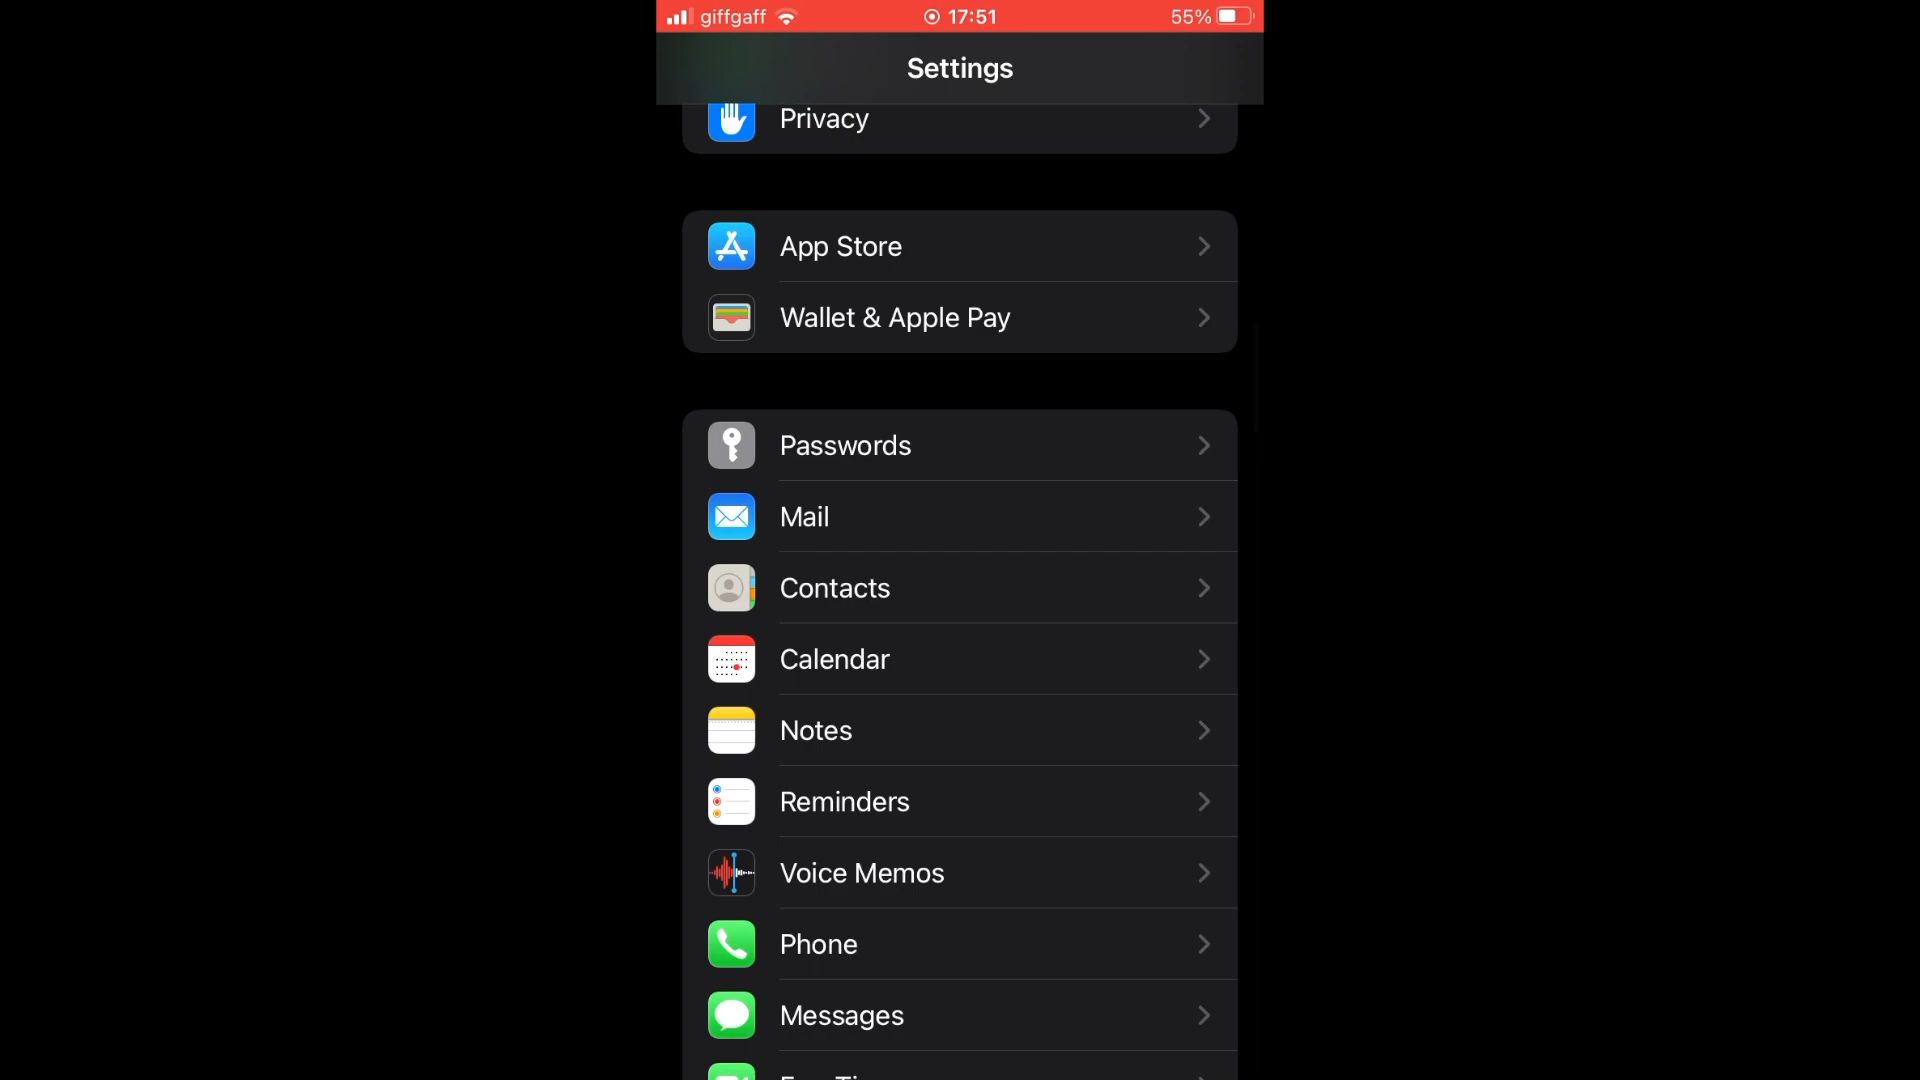 giffgaff 17:51 55%
Settings
Privacy
App Store
Wallet & Apple Pay
Passwords
Mail
Contacts
Calendar
Notes
Reminders
Voice Memos
Phone
Messages